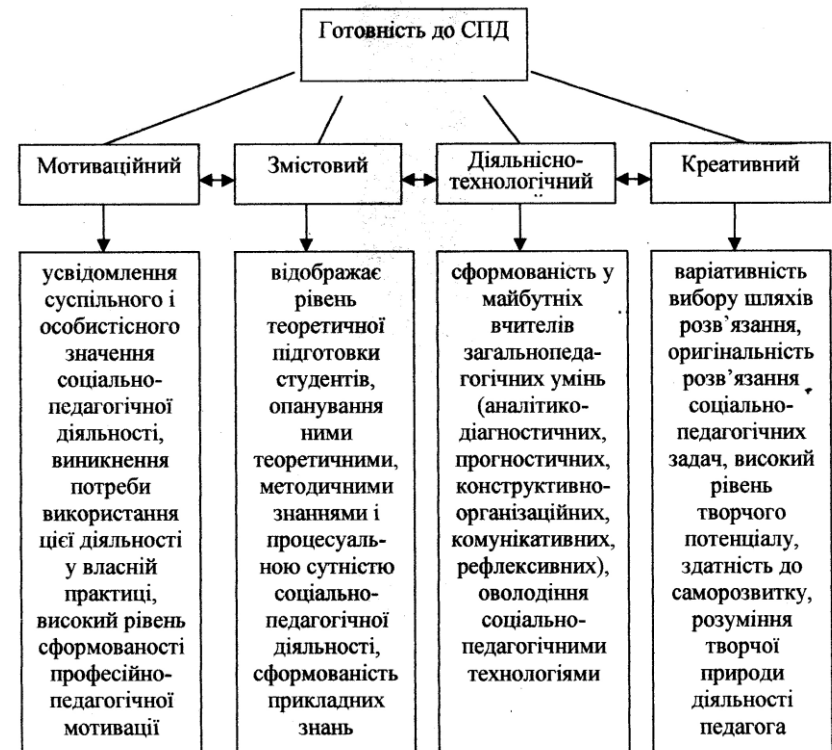 Готовність до СПД
Мотиваційний
Змістовий
Діяльнісно-
технологічний
Креативний
усвідомлення
суспільного і
особистісного
значення
соціально-
педагогічної
діяльності,
виникнення
потреби
використання
цієї діяльності
у власній
практиці,
високий рівень
сформованості
професійно-
педагогічної
мотивації
відображає
рівень
теоретичної
підготовки
студентів,
опанування
ними
теоретичними,
методичними
знаннями і
процесуаль-
ною сутністю
соціально-
педагогічної
діяльності,
сформованість
прикладних
знань
сформованість у
майбутніх
вчителів
загальнопеда-
гогічних умінь
(аналітико-
діагностичних,
прогностичних,
конструктивно-
організаційних,
комунікативних,
рефлексивних),
оволодіння
соціально-
педагогічними
технологіями
варіативність
вибору шляхів
розв’язання,
оригінальність
розв’язання
соціально-
педагогічних
задач, високий
рівень
творчого
потенціалу,
здатність до
саморозвитку,
розуміння
творчої
природи
діяльності
педагога